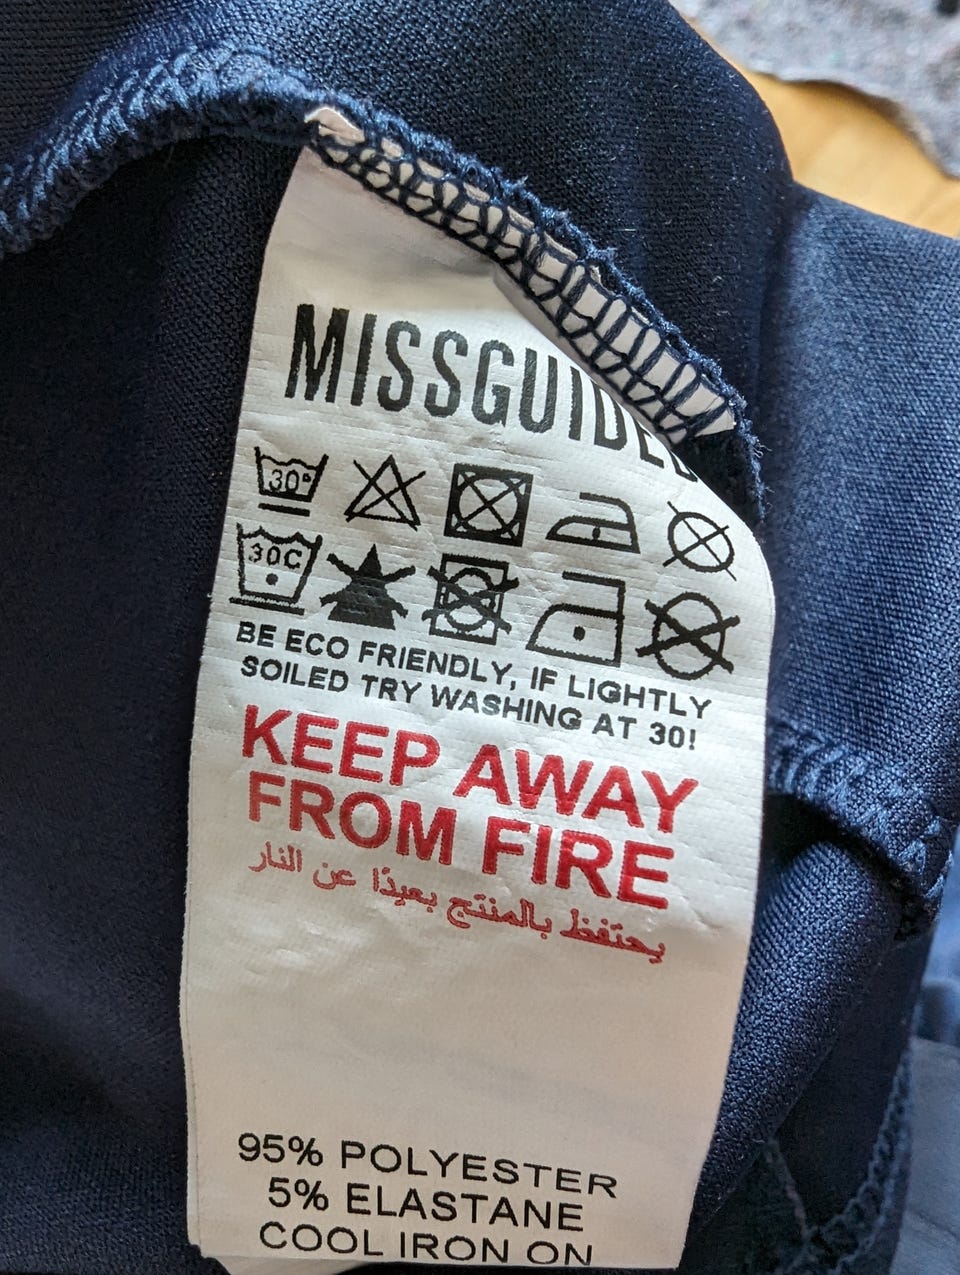 MISSGUIDED
30°
30C
BE ECO FRIENDLY, IF LIGHTLY
SOILED TRY WASHING AT 30!
KEEP AWAY
FROM FIRE
يحتفظ بالمنتج بعيدًا عن النار
95% POLYESTER
5% ELASTANE
COOL IRON ON